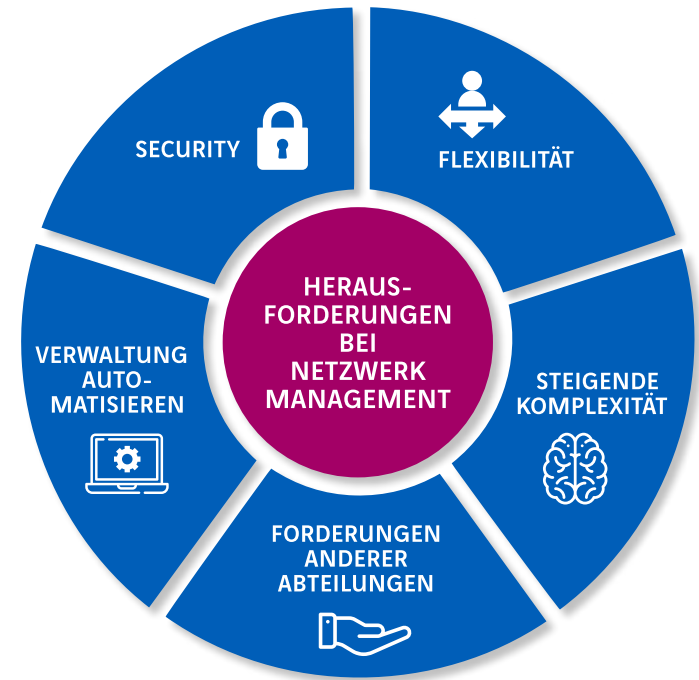 HERAUS-
FORDERUNGEN
BEI
NETZWERK
MANAGEMENT
FLEXIBILITÄT
STEIGENDE
KOMPLEXITÄT
FORDERUNGEN
ANDERER
ABTEILUNGEN
VERWALTUNG
AUTO-
MATISIEREN
SECURITY